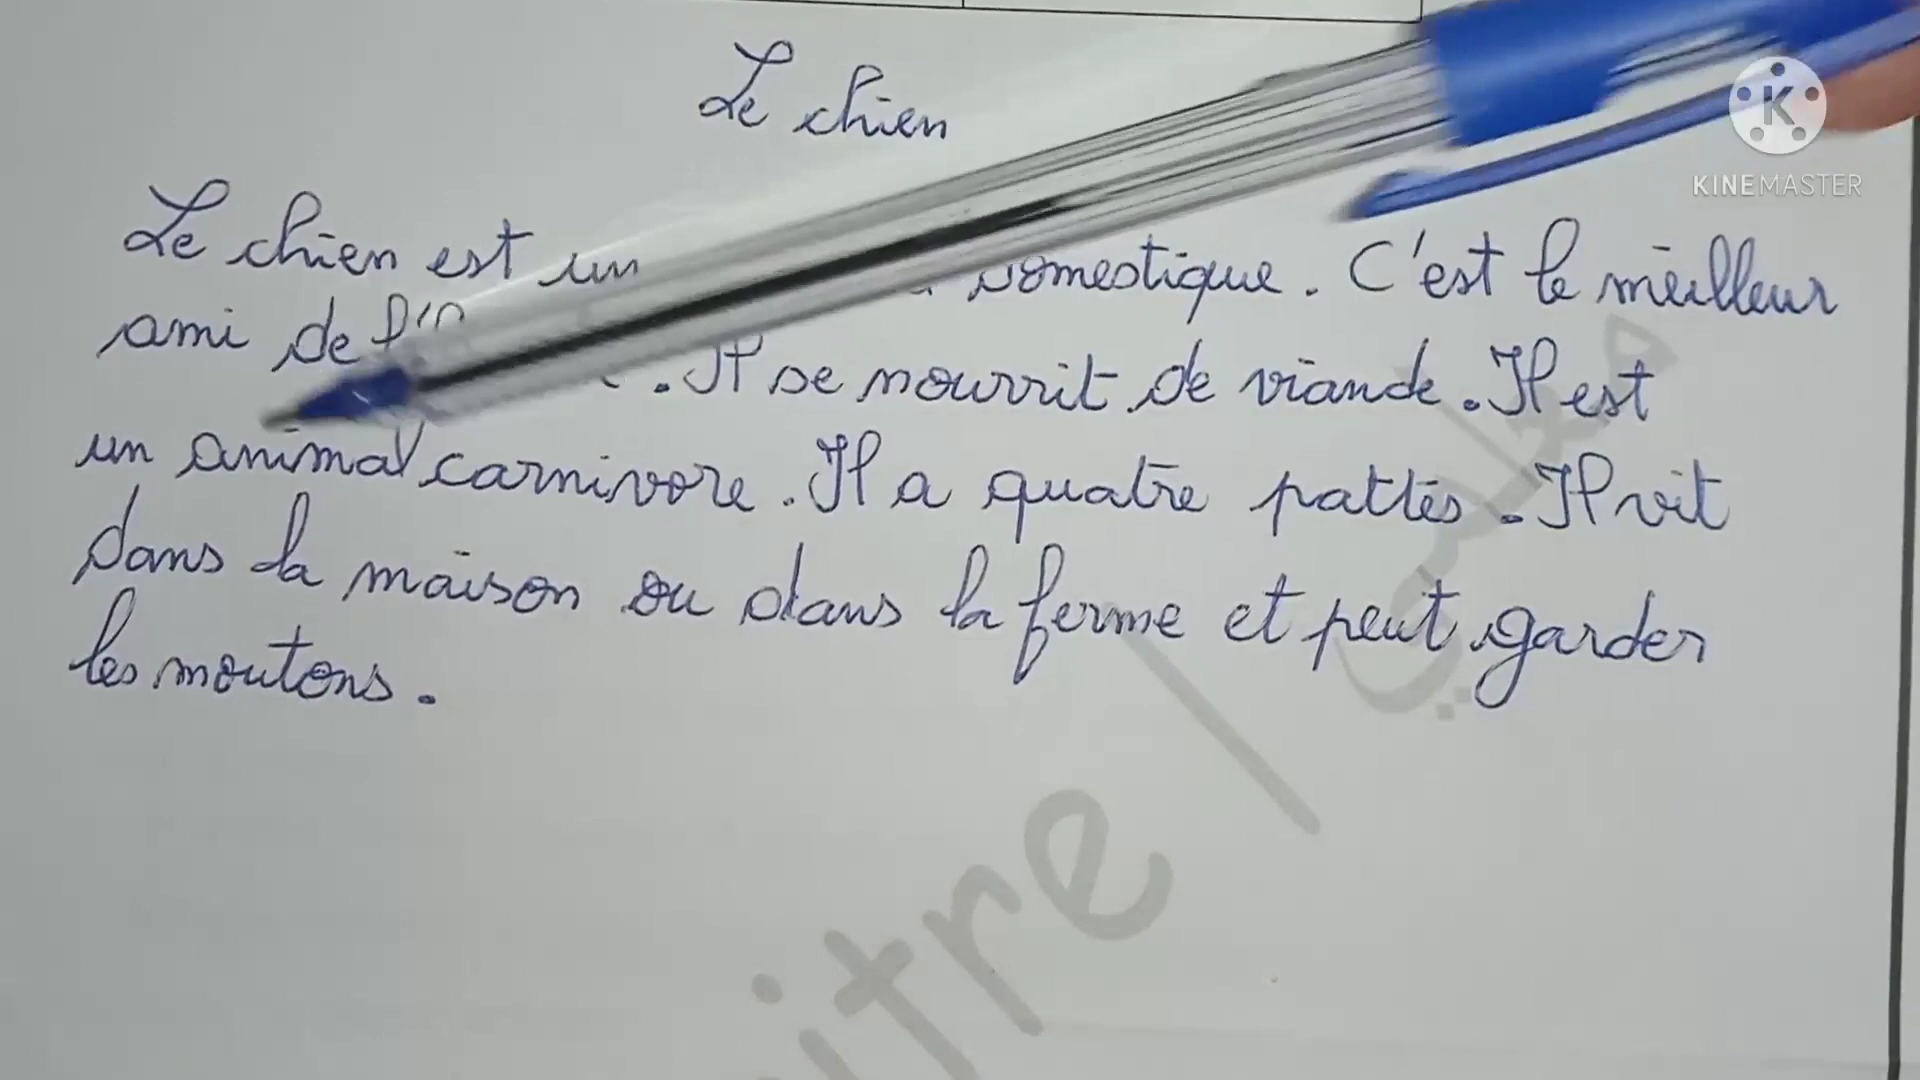 Le chien
Le chien est un domestique. C'est le meilleur
ami de . Il se nourrit de viande. Il est
un animal carnivore. Il a quatre pattes. Il vit
dans la maison ou dans la ferme et peut garder
les moutons.
KINEMASTER